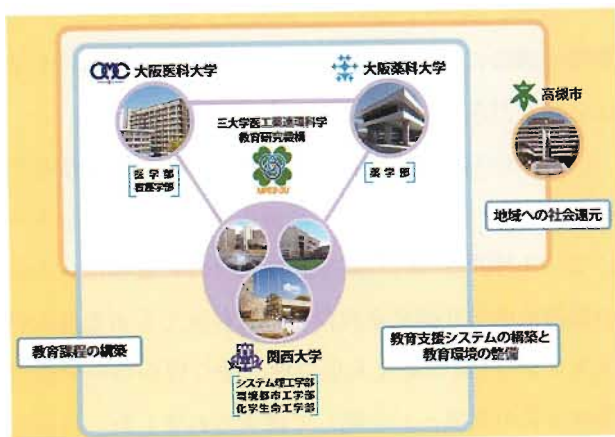 OMC 大阪医科大学
大阪薬科大学
高槻市
三大学医工薬連環科学
教育研究機構
医学部
看護学部
薬学部
地域への社会還元
教育課程の構築
教育支援システムの構築と
教育環境の整備
関西大学
システム理工学部
環境都市工学部
化学生命工学部